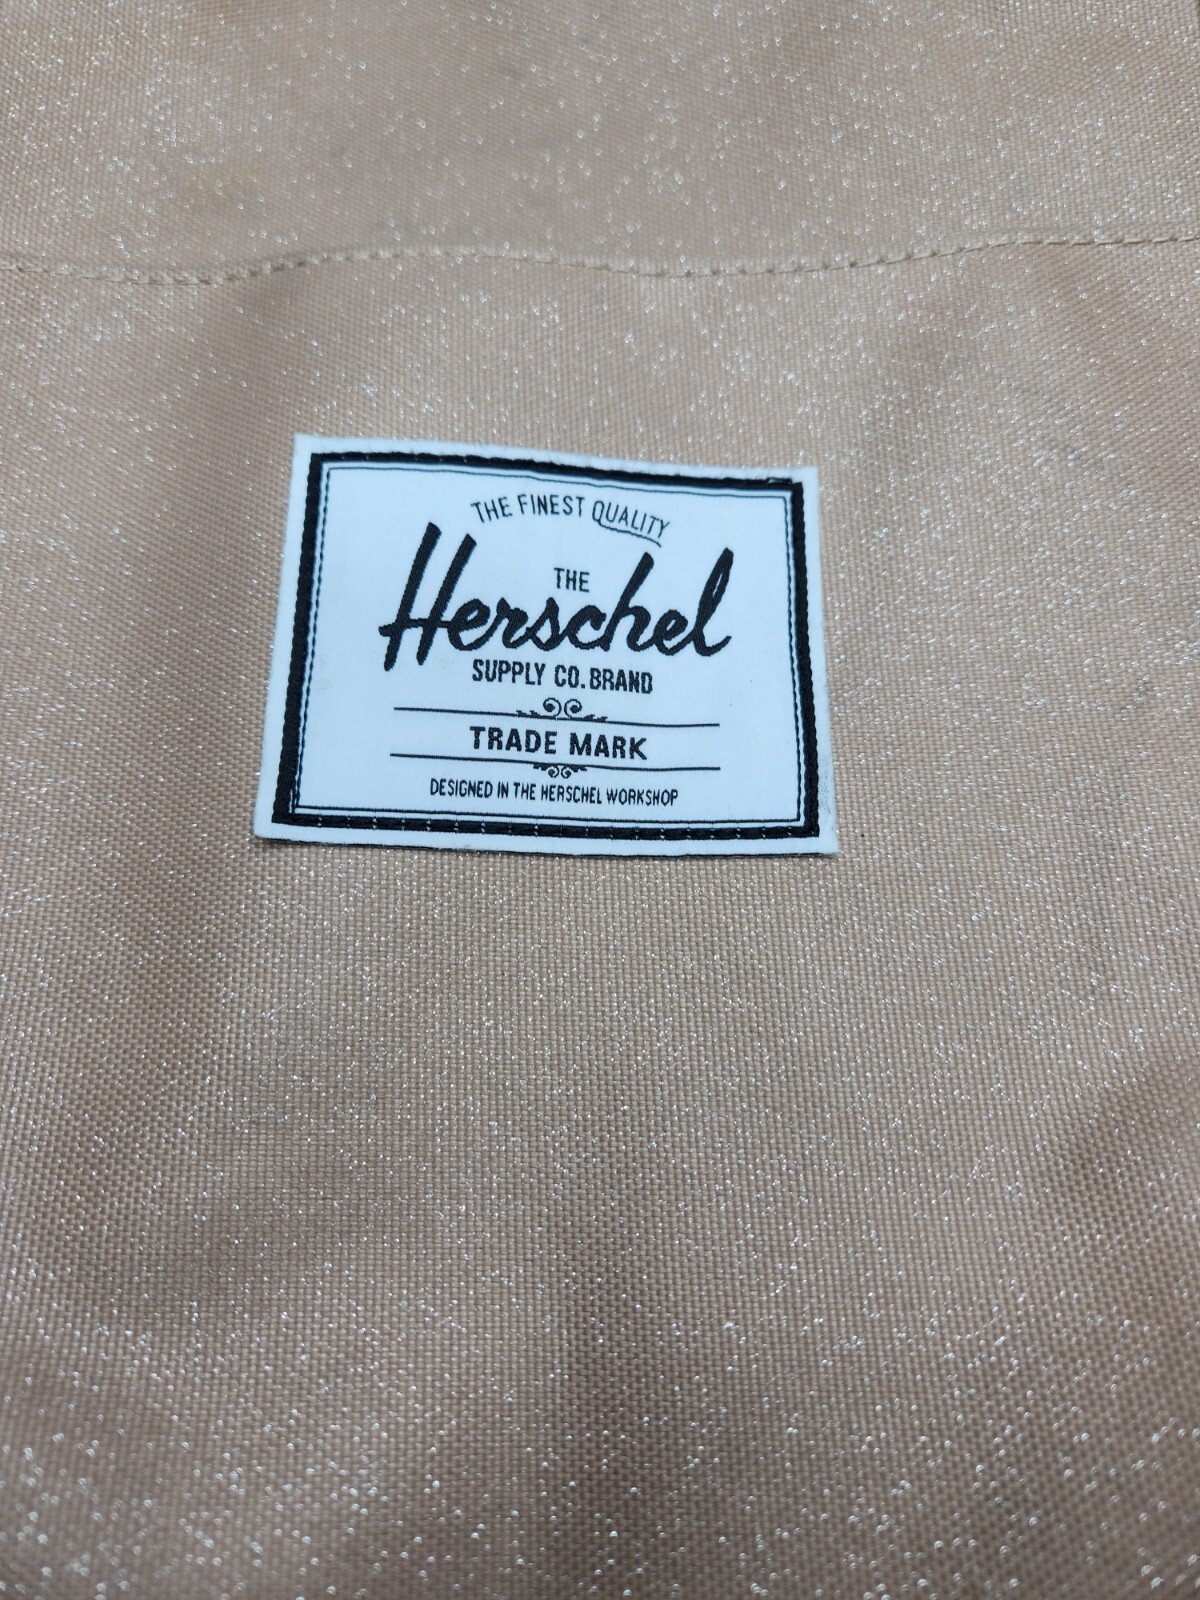 THE FINEST QUALITY
THE
Herschel
SUPPLY CO. BRAND
TRADE MARK
DESIGNED IN THE HERSCHEL WORKSHOP